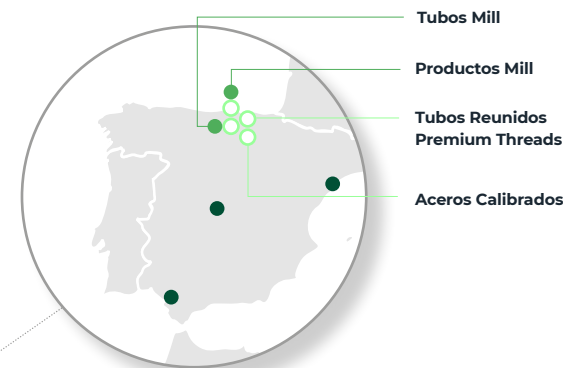 Tubos Mill
Productos Mill
Tubos Reunidos
Premium Threads
Aceros Calibrados